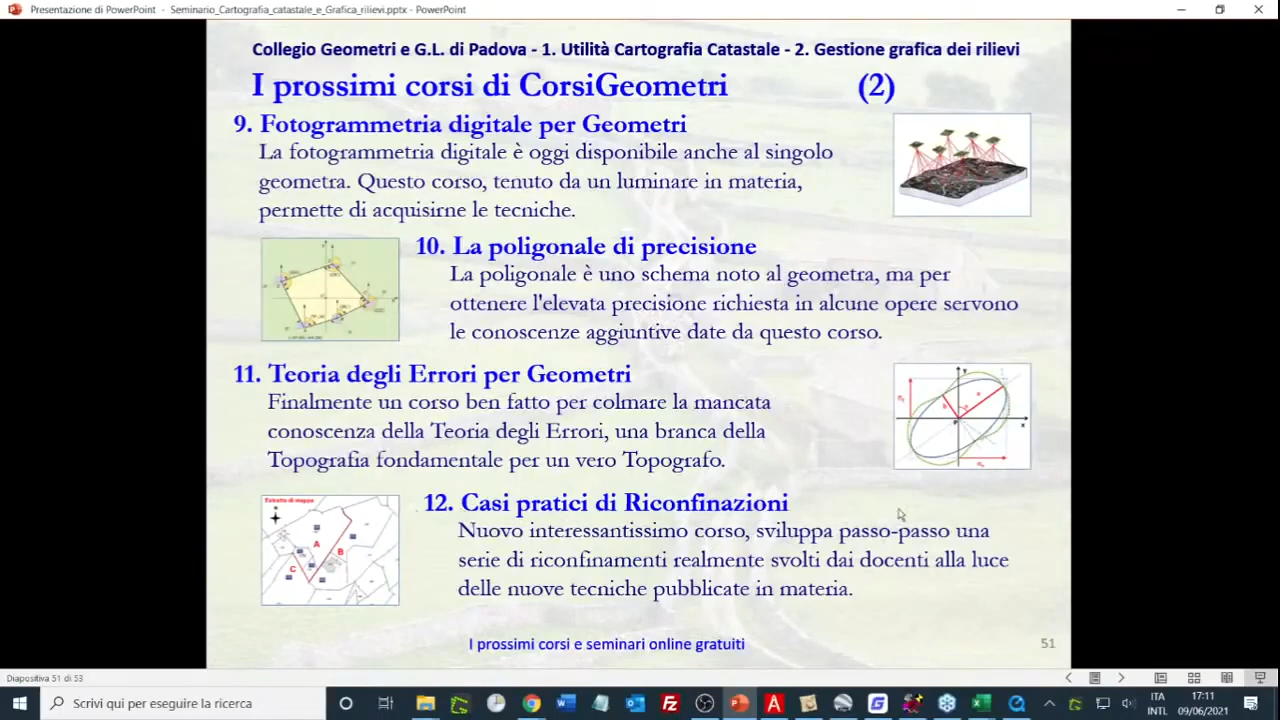 Presentazione di PowerPoint - Seminario_Cartografia_catastale_e_Grafica_rilievi.pptx - PowerPoint
Collegio Geometri e G.L. di Padova - 1. Utilità Cartografia Catastale - 2. Gestione grafica dei rilievi
I prossimi corsi di CorsiGeometri (2)
9. Fotogrammetria digitale per Geometri
La fotogrammetria digitale è oggi disponibile anche al singolo
geometra. Questo corso, tenuto da un luminare in materia,
permette di acquisirne le tecniche.
10. La poligonale di precisione
La poligonale è uno schema noto al geometra, ma per
ottenere l'elevata precisione richiesta in alcune opere servono
le conoscenze aggiuntive date da questo corso.
11. Teoria degli Errori per Geometri
Finalmente un corso ben fatto per colmare la mancata
conoscenza della Teoria degli Errori, una branca della
Topografia fondamentale per un vero Topografo.
Estratto di mappa
A
B
C
12. Casi pratici di Riconfinazioni
Nuovo interessantissimo corso, sviluppa passo-passo una
serie di riconfinamenti realmente svolti dai docenti alla luce
delle nuove tecniche pubblicate in materia.
I prossimi corsi e seminari online gratuiti
51
Diapositiva 51 di 53
Scrivi qui per eseguire la ricerca
ITA
INTL
17:11
09/06/2021